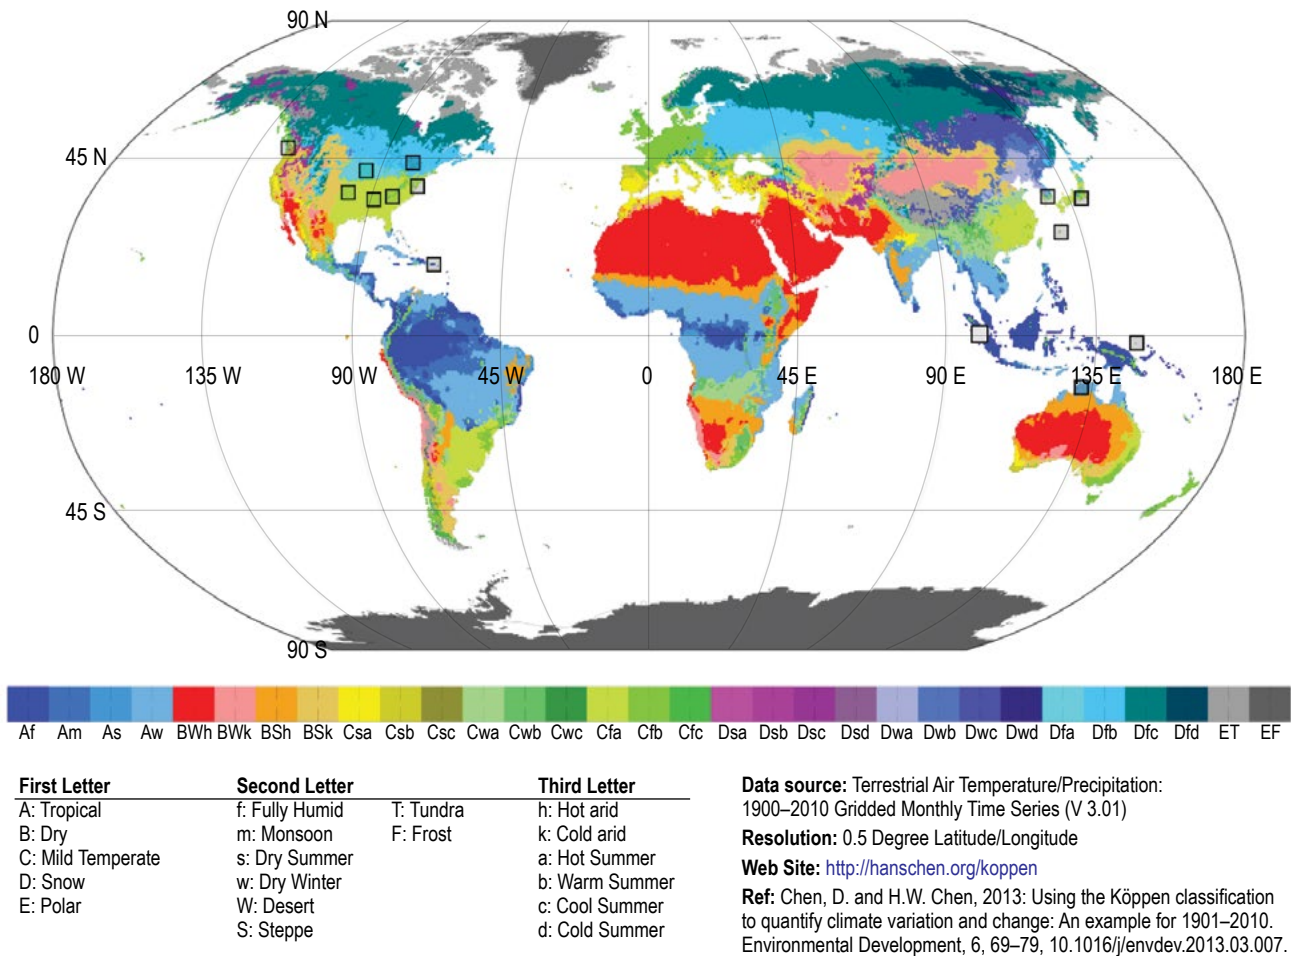 90 N
45 N
0
180 W 135 W 90 W 45 W 0 45 E 90 E 135 E 180 E
45 S
90 S
Af Am As Aw BWh BWk BSh BSk Csa Csb Csc Cwa Cwb Cwc Cfa Cfb Cfc Dsa Dsb Dsc Dsd Dwa Dwb Dwc Dwd Dfa Dfb Dfc Dfd ET EF
First Letter
A: Tropical
B: Dry
C: Mild Temperate
D: Snow
E: Polar
Second Letter
f: Fully Humid
m: Monsoon
s: Dry Summer
w: Dry Winter
W: Desert
S: Steppe
T: Tundra
F: Frost
Third Letter
h: Hot arid
k: Cold arid
a: Hot Summer
b: Warm Summer
c: Cool Summer
d: Cold Summer
Data source: Terrestrial Air Temperature/Precipitation:
1900–2010 Gridded Monthly Time Series (V 3.01)
Resolution: 0.5 Degree Latitude/Longitude
Web Site: http://hanschen.org/koppen
Ref: Chen, D. and H.W. Chen, 2013: Using the Köppen classification
to quantify climate variation and change: An example for 1901–2010.
Environmental Development, 6, 69–79, 10.1016/j/envdev.2013.03.007.